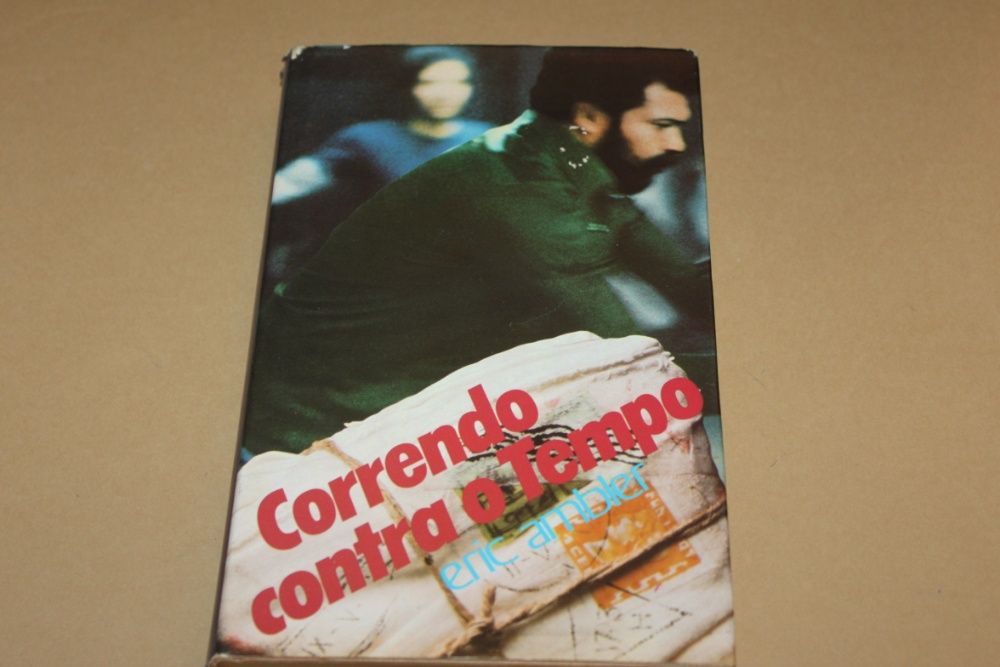 Correndo
contra o Tempo
eric ambler